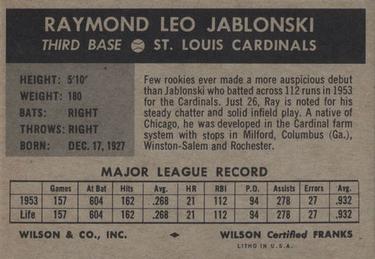 RAYMOND LEO JABLONSKI
THIRD BASE ST. LOUIS CARDINALS
HEIGHT: 5'10"
WEIGHT: 180
BATS: RIGHT
THROWS: RIGHT
BORN: DEC. 17, 1927
Few rookies ever made a more auspicious debut
than Jablonski who batted across 112 runs in 1953
for the Cardinals. Just 26, Ray is noted for his
steady chatter and solid infield play. A native of
Chicago, he was developed in the Cardinal farm
system with stops in Milford, Columbus (Ga.),
Winston-Salem and Rochester.
MAJOR LEAGUE RECORD
Games At Bat Hits Avg. HR RBI P.O. Assists Errors Avg.
1953 157 604 162 .268 21 112 94 278 27 .932
Life 157 604 162 .268 21 112 94 278 27 .932
WILSON & CO., INC. WILSON Certified FRANKS
LITHO IN U.S.A.